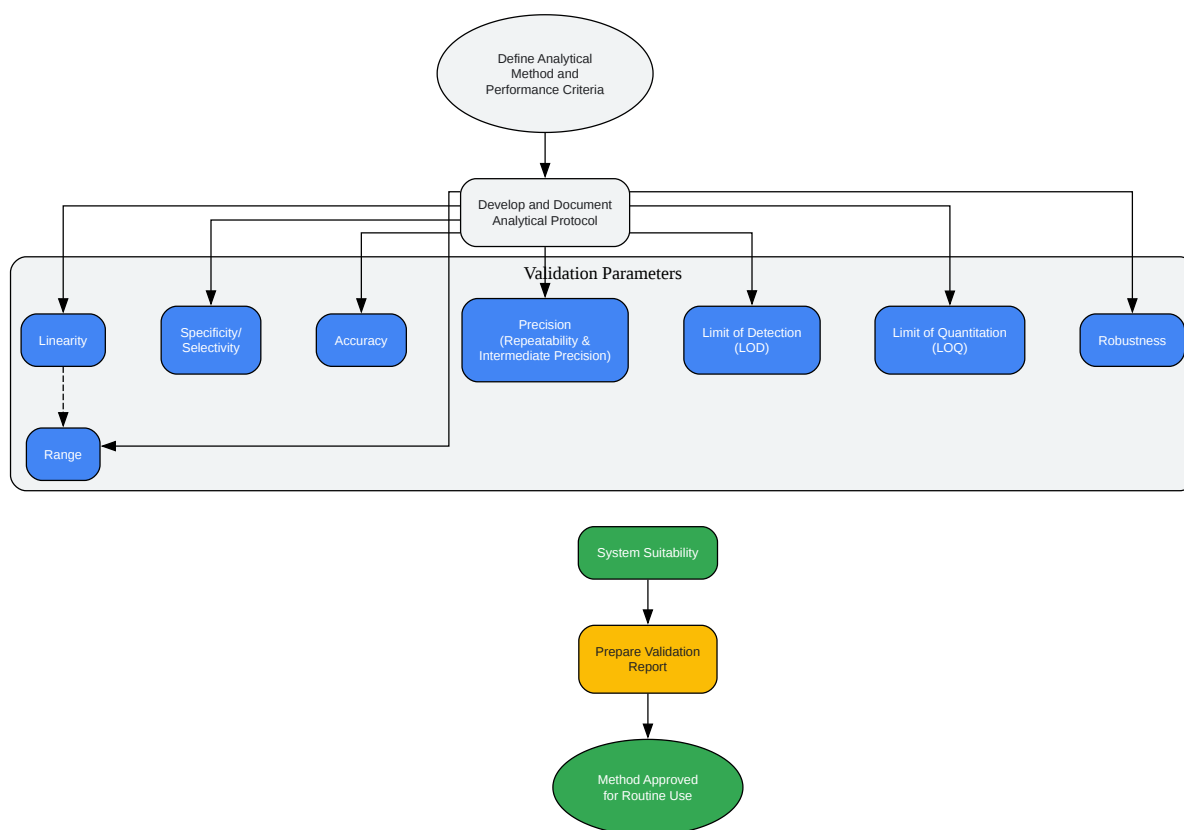 Define Analytical
Method and
Performance Criteria
Develop and Document
Analytical Protocol
Validation Parameters
Linearity
Specificity/
Selectivity
Accuracy
Precision
(Repeatability &
Intermediate Precision)
Limit of Detection
(LOD)
Limit of Quantitation
(LOQ)
Robustness
Range
System Suitability
Prepare Validation
Report
Method Approved
for Routine Use